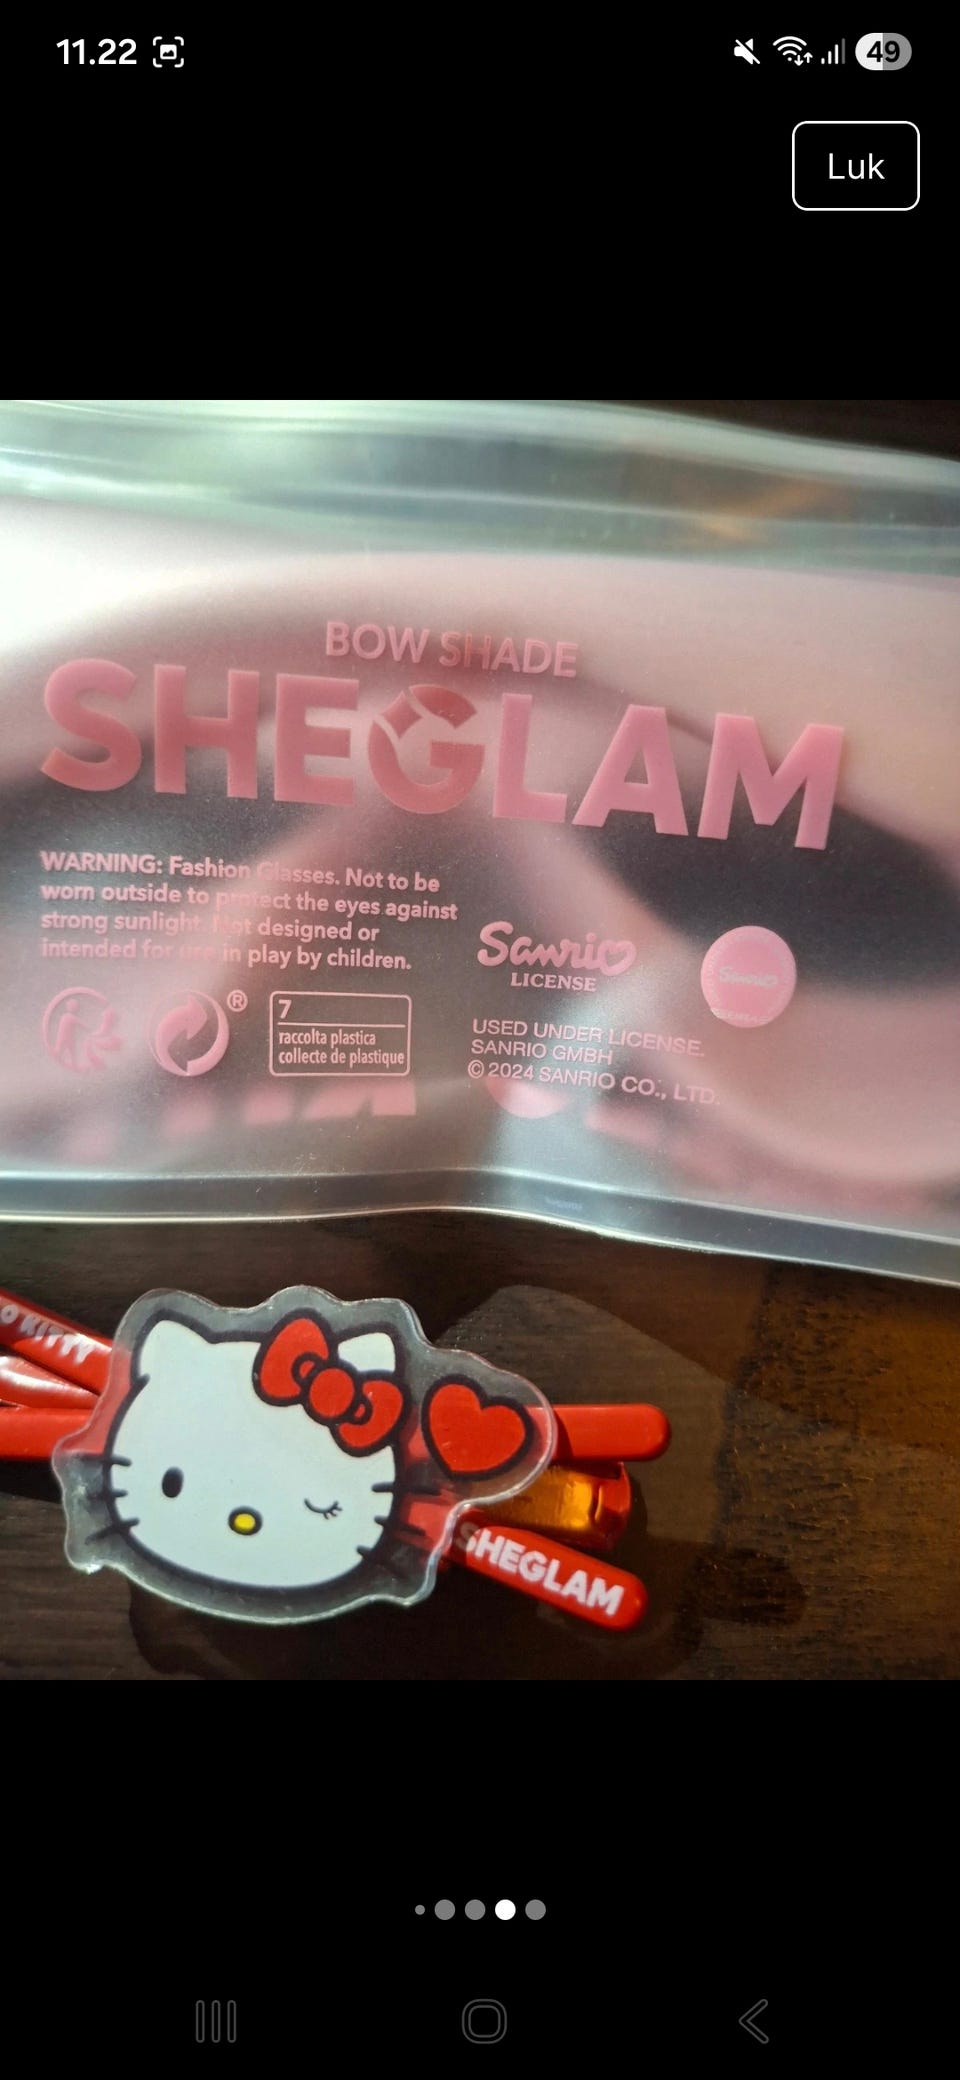 11.22
49
Luk
BOW SHADE
SHEGLAM
WARNING: Fashion Glasses. Not to be
worn outside to protect the eyes against
strong sunlight. Not designed or
intended for use in play by children.
Sanrio
LICENSE
Sanrio
®
7
raccolta plastica
collecte de plastique
USED UNDER LICENSE.
SANRIO GMBH
© 2024 SANRIO CO., LTD.
O KITTY
SHEGLAM